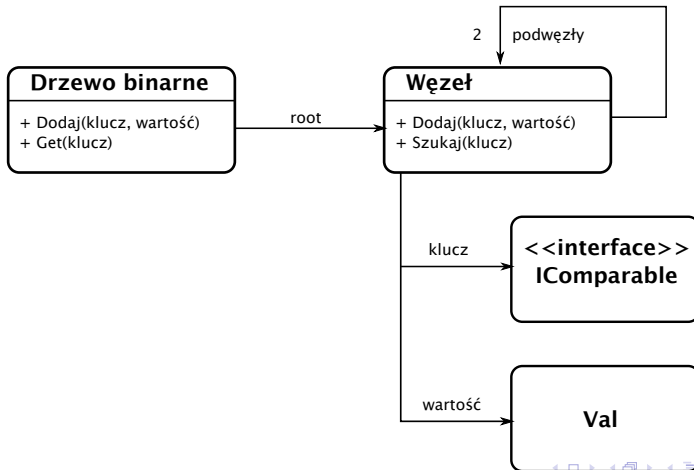 2 podwęzły
Drzewo binarne
+ Dodaj(klucz, wartość)
+ Get(klucz)
root
Węzeł
+ Dodaj(klucz, wartość)
+ Szukaj(klucz)
klucz
<<interface>>
IComparable
wartość
Val